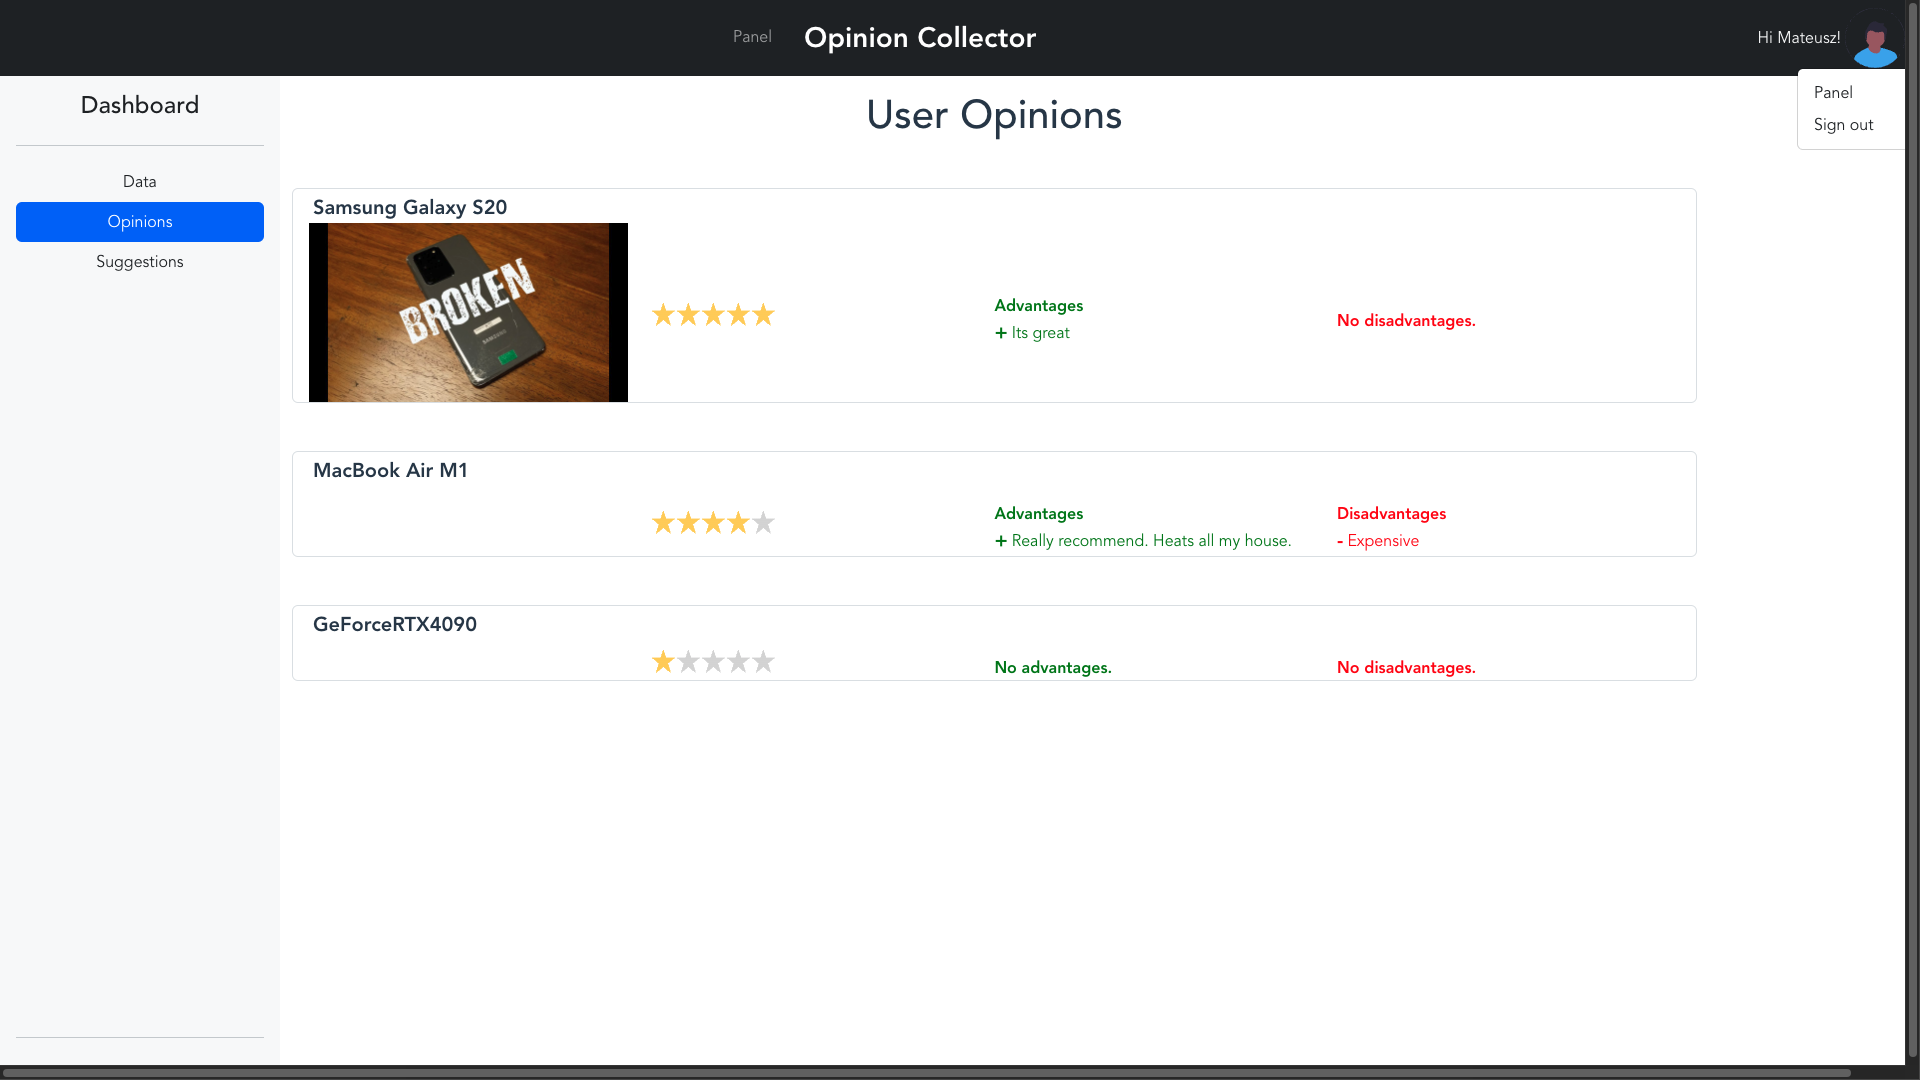 Panel
Opinion Collector
Hi Mateusz!
Panel
Sign out
Dashboard
Data
Opinions
Suggestions
User Opinions
Samsung Galaxy S20
BROKEN
SAMSUNG
Advantages
+ Its great
No disadvantages.
MacBook Air M1
Advantages
+ Really recommend. Heats all my house.
Disadvantages
- Expensive
GeForceRTX4090
No advantages.
No disadvantages.